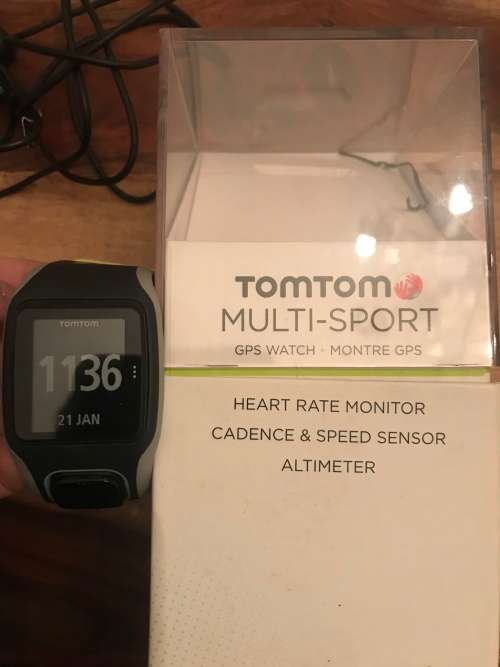 TOMTOM
1136
21 JAN
TOMTOM
MULTI-SPORT
GPS WATCH · MONTRE GPS
HEART RATE MONITOR
CADENCE & SPEED SENSOR
ALTIMETER